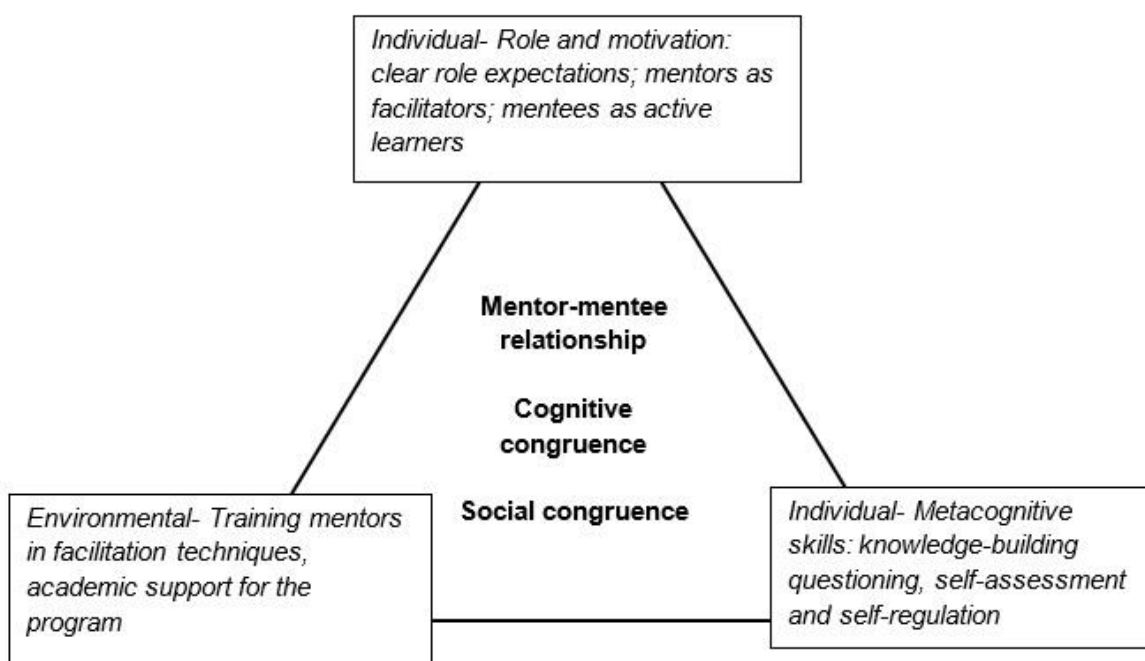 Individual- Role and motivation:
clear role expectations; mentors as
facilitators; mentees as active
learners
Mentor-mentee
relationship
Cognitive
congruence
Social congruence
Environmental- Training mentors
in facilitation techniques,
academic support for the
program
Individual- Metacognitive
skills: knowledge-building
questioning, self-assessment
and self-regulation